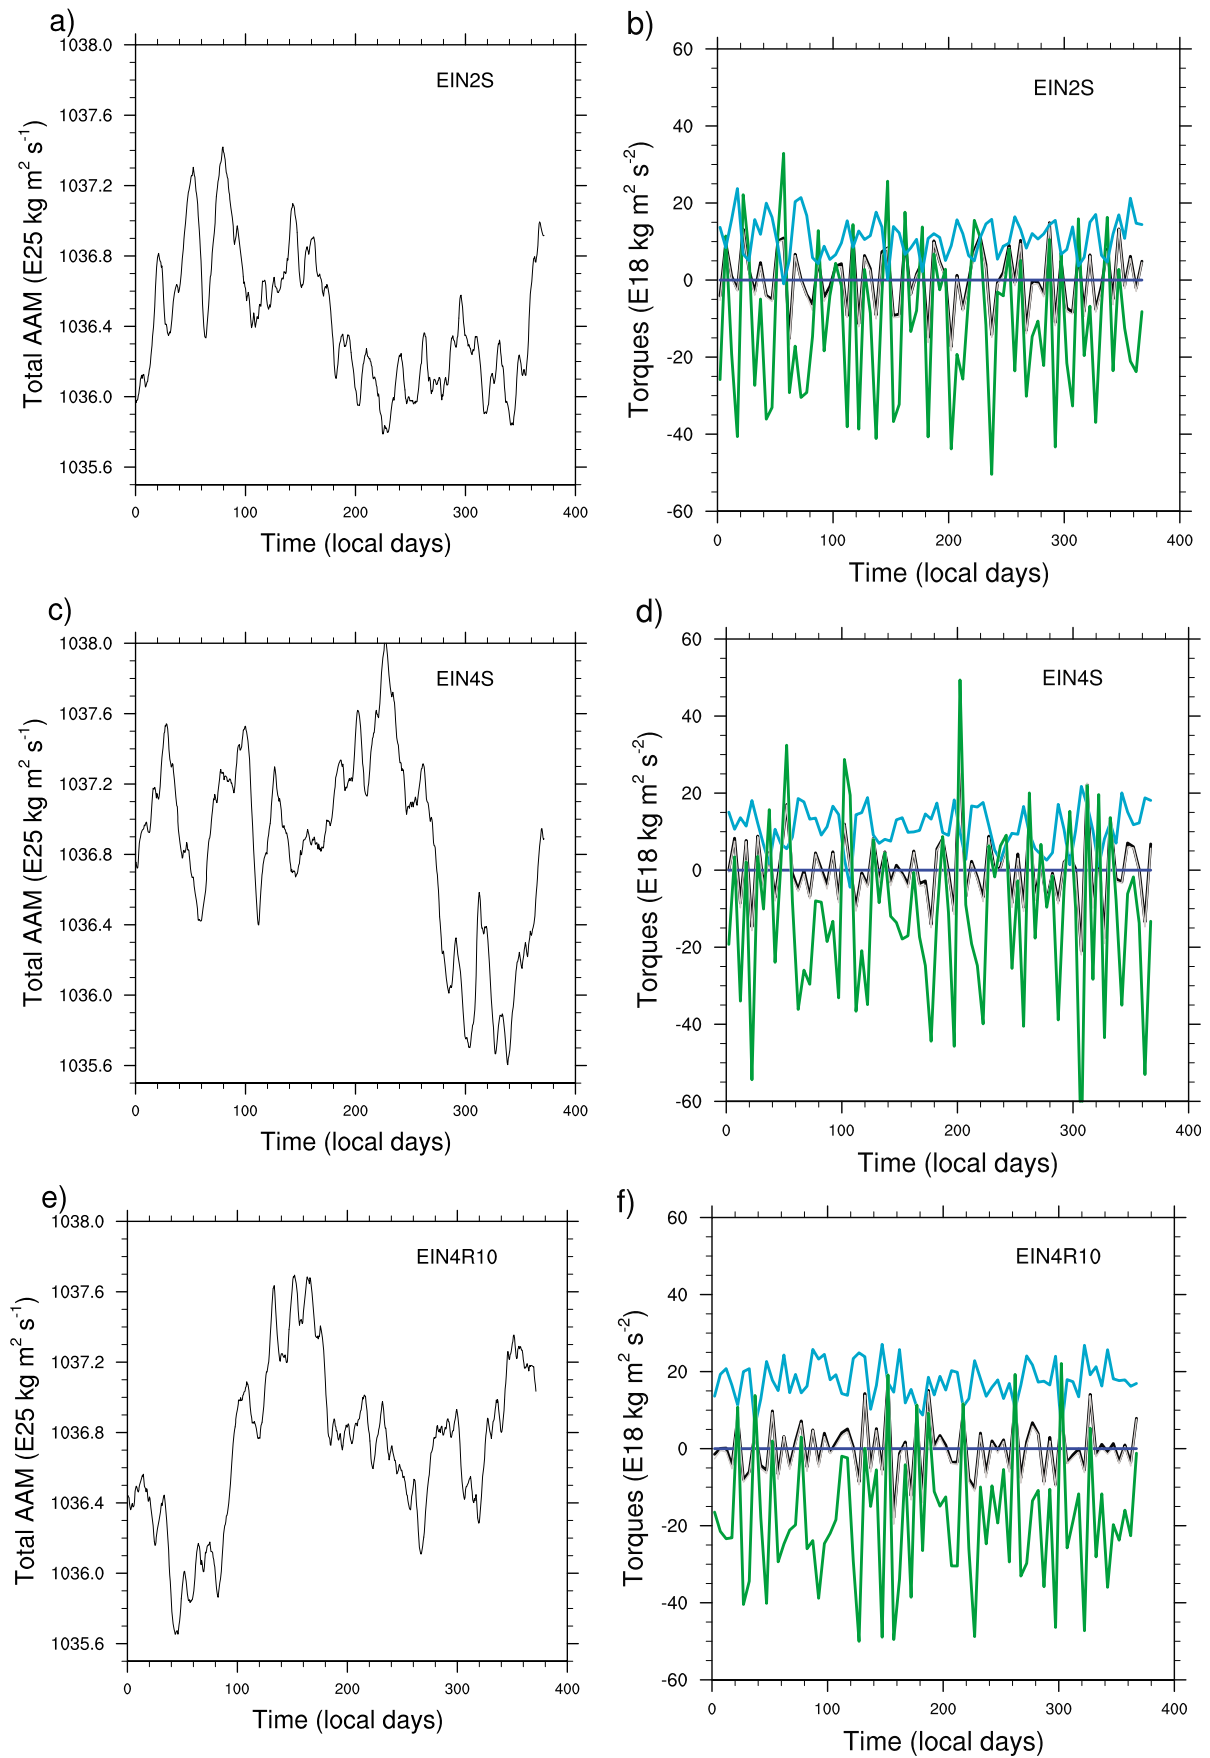 a)
1038.0
1037.6
1037.2
1036.8
1036.4
1036.0
1035.6
Total AAM (E25 kg m2 s-1)
EIN2S
0 100 200 300 400
Time (local days)
b)
60
40
20
0
-20
-40
-60
Torques (E18 kg m2 s-2)
EIN2S
0 100 200 300 400
Time (local days)
c)
1038.0
1037.6
1037.2
1036.8
1036.4
1036.0
1035.6
Total AAM (E25 kg m2 s-1)
EIN4S
0 100 200 300 400
Time (local days)
d)
60
40
20
0
-20
-40
-60
Torques (E18 kg m2 s-2)
EIN4S
0 100 200 300 400
Time (local days)
e)
1038.0
1037.6
1037.2
1036.8
1036.4
1036.0
1035.6
Total AAM (E25 kg m2 s-1)
EIN4R10
0 100 200 300 400
Time (local days)
f)
60
40
20
0
-20
-40
-60
Torques (E18 kg m2 s-2)
EIN4R10
0 100 200 300 400
Time (local days)